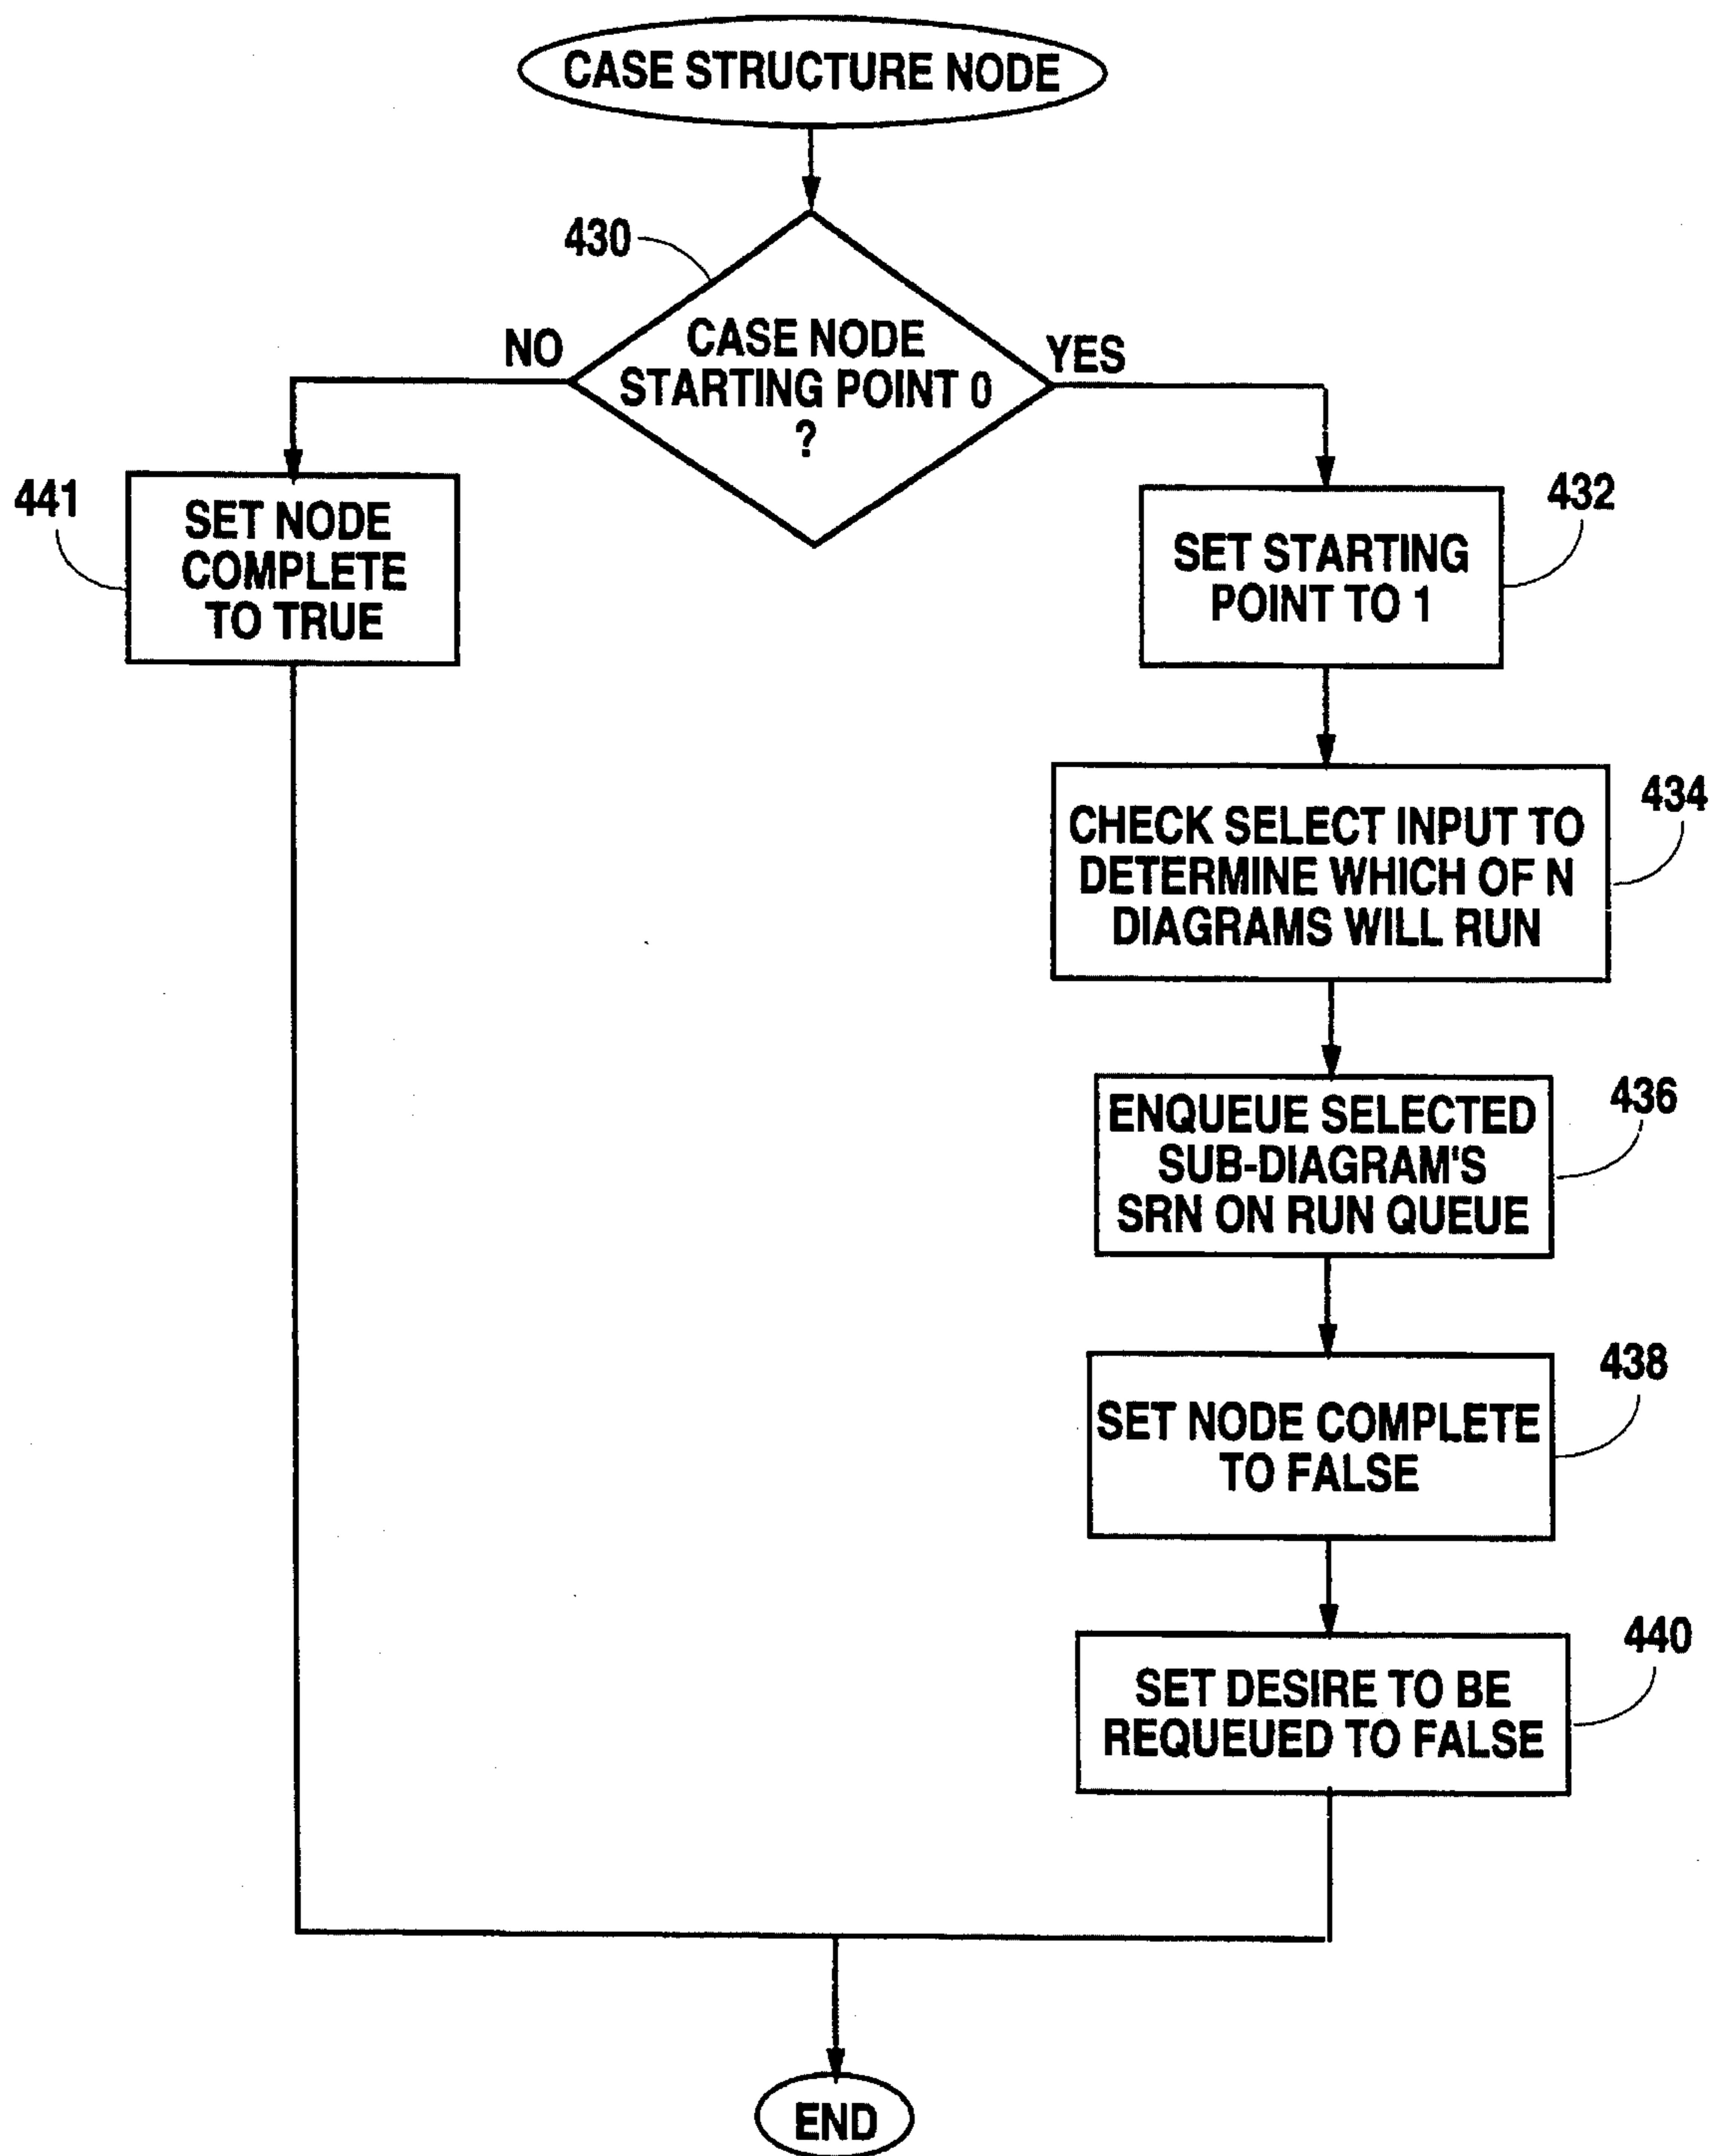 CASE STRUCTURE NODE
430
CASE NODE
STARTING POINT 0
?
NO
YES
441
SET NODE
COMPLETE
TO TRUE
432
SET STARTING
POINT TO 1
434
CHECK SELECT INPUT TO
DETERMINE WHICH OF N
DIAGRAMS WILL RUN
436
ENQUEUE SELECTED
SUB-DIAGRAM'S
SRN ON RUN QUEUE
438
SET NODE COMPLETE
TO FALSE
440
SET DESIRE TO BE
REQUEUED TO FALSE
END